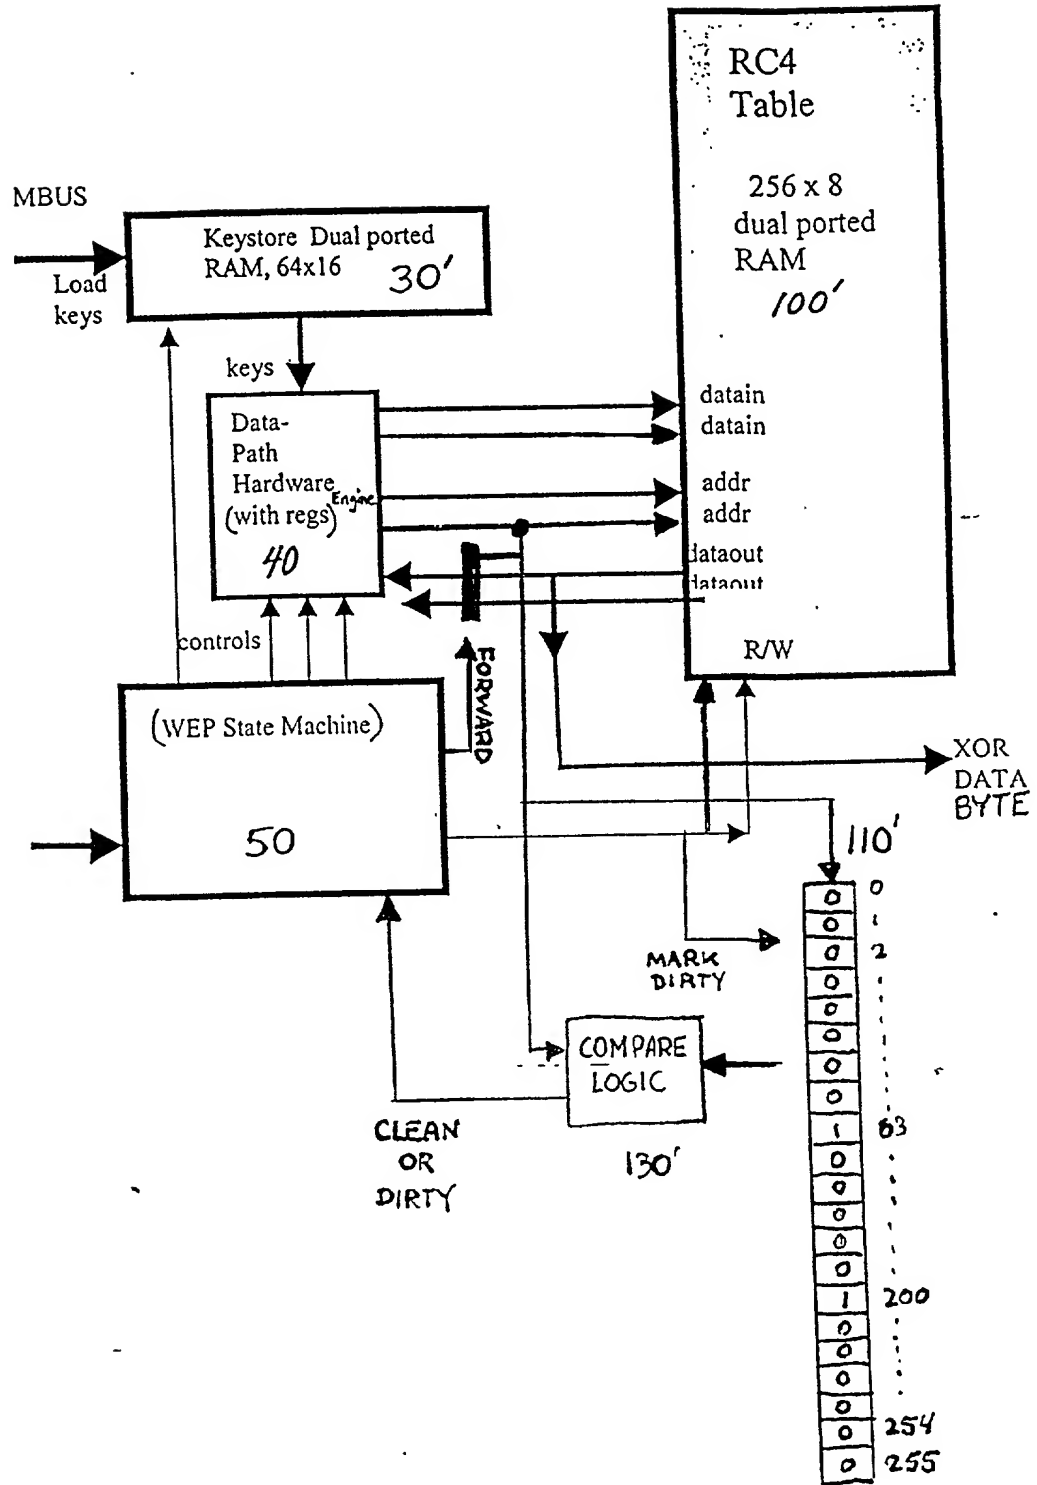 RC4
Table
256 x 8
dual ported
RAM
100'
MBUS
Load
keys
Keystore Dual ported
RAM, 64x16
30'
keys
Data-
Path
Hardware
Engine
(with regs)
40
datain
datain
addr
addr
dataout
dataout
R/W
controls
FORWARD
(WEP State Machine)
50
XOR
DATA
BYTE
110'
MARK
DIRTY
COMPARE
LOGIC
130'
CLEAN
OR
DIRTY
0 0
0 1
0 2
0
0
0
0
0
1 63
0
0
0
0
0
1 200
0
0
0
0
0 254
0 255